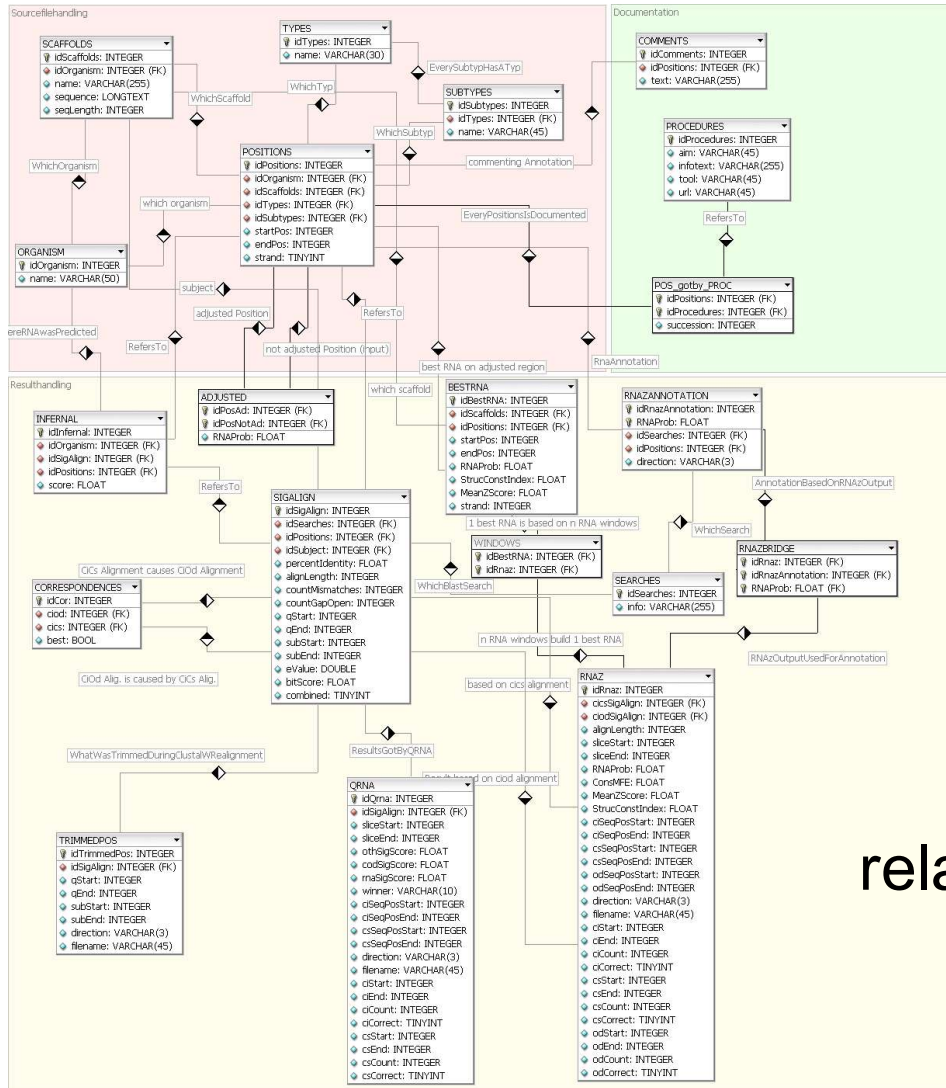 Sourcefilehandling
SCAFFOLDS
idScaffolds: INTEGER
idOrganism: INTEGER (FK)
name: VARCHAR(255)
sequence: LONGTEXT
seqLength: INTEGER
TYPES
idTypes: INTEGER
name: VARCHAR(30)
EverySubtypHasATyp
WhichTyp
WhichScaffold
SUBTYPES
idSubtypes: INTEGER
idTypes: INTEGER (FK)
name: VARCHAR(45)
WhichSubtyp
WhichOrganism
POSITIONS
idPositions: INTEGER
idOrganism: INTEGER (FK)
idScaffolds: INTEGER (FK)
idTypes: INTEGER (FK)
idSubtypes: INTEGER (FK)
startPos: INTEGER
endPos: INTEGER
strand: TINYINT
commenting Annotation
which organism
EveryPositionsIsDocumented
ORGANISM
idOrganism: INTEGER
name: VARCHAR(50)
subject
adjusted Position
RefersTo
ereRNAwasPredicted
RefersTo
not adjusted Position (input)
best RNA on adjusted region
RnaAnnotation
Documentation
COMMENTS
idComments: INTEGER
idPositions: INTEGER (FK)
text: VARCHAR(255)
PROCEDURES
idProcedures: INTEGER
aim: VARCHAR(45)
infotext: VARCHAR(255)
tool: VARCHAR(45)
url: VARCHAR(45)
RefersTo
POS_gotby_PROC
idPositions: INTEGER (FK)
idProcedures: INTEGER (FK)
succession: INTEGER
Resulthandling
which scaffold
INFERNAL
idInfernal: INTEGER
idOrganism: INTEGER (FK)
idSigAlign: INTEGER (FK)
idPositions: INTEGER (FK)
score: FLOAT
ADJUSTED
idPosAd: INTEGER (FK)
idPosNotAd: INTEGER (FK)
RNAProb: FLOAT
BESTRNA
idBestRNA: INTEGER
idScaffolds: INTEGER (FK)
idPositions: INTEGER (FK)
startPos: INTEGER
endPos: INTEGER
RNAProb: FLOAT
StrucConstIndex: FLOAT
MeanZScore: FLOAT
strand: INTEGER
RNAZANNOTATION
idRnazAnnotation: INTEGER
RNAProb: FLOAT
idSearches: INTEGER (FK)
idPositions: INTEGER (FK)
direction: VARCHAR(3)
RefersTo
AnnotationBasedOnRNAzOutput
SIGALIGN
idSigAlign: INTEGER
idSearches: INTEGER (FK)
idPositions: INTEGER (FK)
idSubject: INTEGER (FK)
percentIdentity: FLOAT
alignLength: INTEGER
countMismatches: INTEGER
countGapOpen: INTEGER
qStart: INTEGER
qEnd: INTEGER
subStart: INTEGER
subEnd: INTEGER
eValue: DOUBLE
bitScore: FLOAT
combined: TINYINT
1 best RNA is based on n RNA windows
WhichSearch
WINDOWS
idBestRNA: INTEGER (FK)
idRnaz: INTEGER (FK)
RNAZBRIDGE
idRnaz: INTEGER (FK)
idRnazAnnotation: INTEGER (FK)
RNAProb: FLOAT (FK)
CiCs Alignment causes CiOd Alignment
WhichBlastSearch
SEARCHES
idSearches: INTEGER
info: VARCHAR(255)
CORRESPONDENCES
idCor: INTEGER
ciod: INTEGER (FK)
cics: INTEGER (FK)
best: BOOL
n RNA windows build 1 best RNA
RNAzOutputUsedForAnnotation
CiOd Alig. is caused by CiCs Alig.
based on cics alignment
RNAZ
idRnaz: INTEGER
cicsSigAlign: INTEGER (FK)
ciodSigAlign: INTEGER (FK)
alignLength: INTEGER
sliceStart: INTEGER
sliceEnd: INTEGER
RNAProb: FLOAT
ConsMFE: FLOAT
MeanZScore: FLOAT
StrucConstIndex: FLOAT
ciSeqPosStart: INTEGER
ciSeqPosEnd: INTEGER
csSeqPosStart: INTEGER
csSeqPosEnd: INTEGER
odSeqPosStart: INTEGER
odSeqPosEnd: INTEGER
direction: VARCHAR(3)
filename: VARCHAR(45)
ciStart: INTEGER
ciEnd: INTEGER
ciCount: INTEGER
ciCorrect: TINYINT
csStart: INTEGER
csEnd: INTEGER
csCount: INTEGER
csCorrect: TINYINT
odStart: INTEGER
odEnd: INTEGER
odCount: INTEGER
odCorrect: TINYINT
WhatWasTrimmedDuringClustalWRealignment
ResultsGotByQRNA
Result based on ciod alignment
QRNA
idQrna: INTEGER
idSigAlign: INTEGER (FK)
sliceStart: INTEGER
sliceEnd: INTEGER
othSigScore: FLOAT
codSigScore: FLOAT
rnaSigScore: FLOAT
winner: VARCHAR(10)
ciSeqPosStart: INTEGER
ciSeqPosEnd: INTEGER
csSeqPosStart: INTEGER
csSeqPosEnd: INTEGER
direction: VARCHAR(3)
filename: VARCHAR(45)
ciStart: INTEGER
ciEnd: INTEGER
ciCount: INTEGER
ciCorrect: TINYINT
csStart: INTEGER
csEnd: INTEGER
csCount: INTEGER
csCorrect: TINYINT
TRIMMEDPOS
idTrimmedPos: INTEGER
idSigAlign: INTEGER (FK)
qStart: INTEGER
qEnd: INTEGER
subStart: INTEGER
subEnd: INTEGER
direction: VARCHAR(3)
filename: VARCHAR(45)
rela